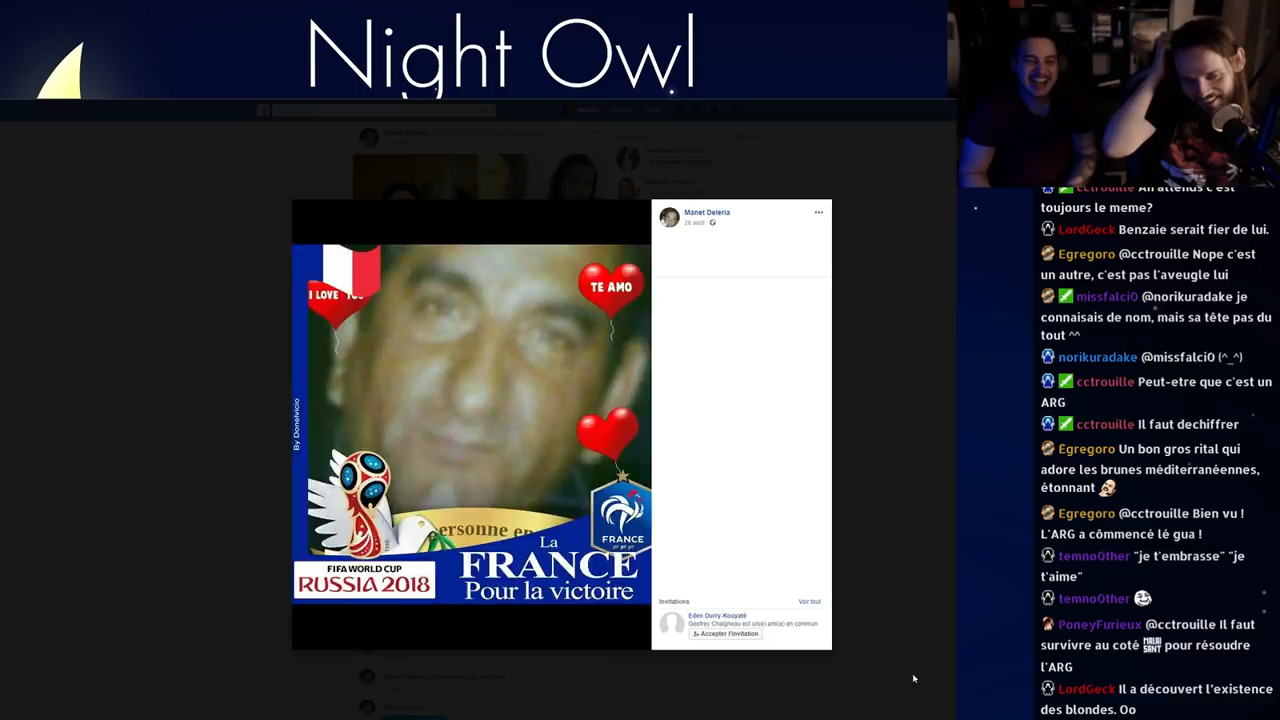 Night Owl
Manet Deleria
26 août
I LOVE YOU
TE AMO
By Donelvicio
ersonne en
FRANCE
FFF
La
FRANCE
Pour la victoire
FIFA WORLD CUP
RUSSIA 2018
Invitations
Voir tout
Eden Durry-Kouyaté
Geofrey Chaigneau est un(e) ami(e) en commun
Accepter l'invitation
cctrouille Ah attends c'est
toujours le meme?
LordGeck Benzaie serait fier de lui.
Egregoro @cctrouille Nope c'est
un autre, c'est pas l'aveugle lui
missfalci0 @norikuradake je
connaisais de nom, mais sa tête pas du
tout ^^
norikuradake @missfalci0 (^_^)
cctrouille Peut-etre que c'est un
ARG
cctrouille Il faut dechiffrer
Egregoro Un bon gros rital qui
adore les brunes méditerranéennes,
étonnant
Egregoro @cctrouille Bien vu !
L'ARG a cômmencé lé gua !
temnoOther "je t'embrasse" "je
t'aime"
temnoOther
PoneyFurieux @cctrouille Il faut
survivre au coté MALAI SANT pour résoudre
l'ARG
LordGeck Il a découvert l'existence
des blondes. Oo